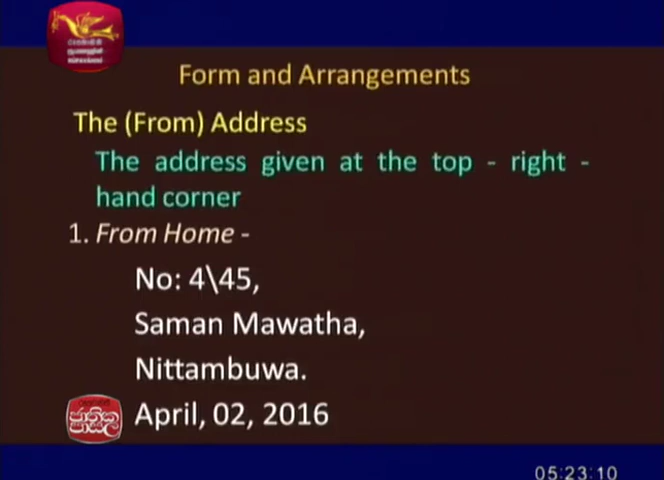 Form and Arrangements
The (From) Address
The address given at the top - right -
hand corner
1. From Home -
No: 4\45,
Saman Mawatha,
Nittambuwa.
ජාතික
පාසල
April, 02, 2016
05:23:10